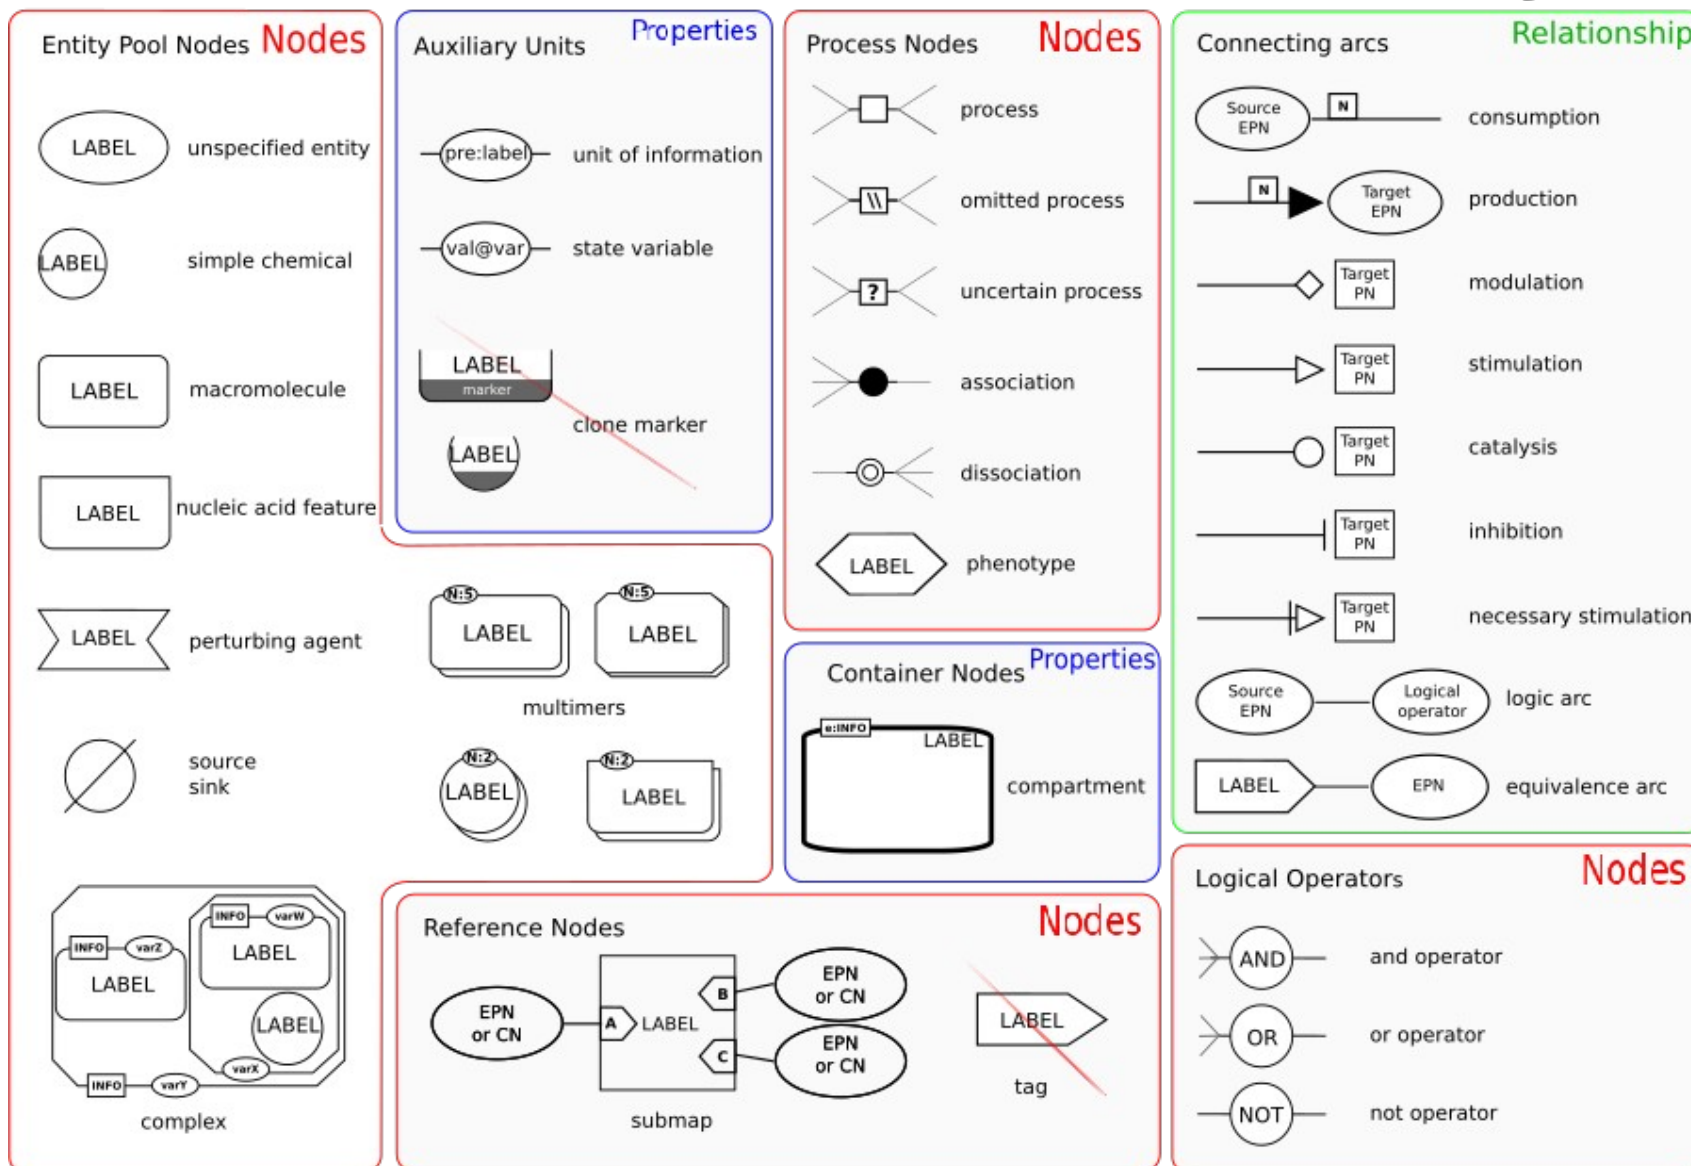 Entity Pool Nodes Nodes
LABEL unspecified entity
LABEL simple chemical
LABEL macromolecule
LABEL nucleic acid feature
LABEL perturbing agent
source
sink
N:5 N:5
LABEL LABEL
multimers
N:2 N:2
LABEL LABEL
INFO varW
LABEL
INFO varZ
LABEL
LABEL
varX
INFO varY
complex
Auxiliary Units Properties
pre:label unit of information
val@var state variable
LABEL
marker
clone marker
LABEL
Process Nodes Nodes
process
\\ omitted process
? uncertain process
association
dissociation
LABEL phenotype
Container Nodes Properties
e:INFO
LABEL
compartment
Reference Nodes Nodes
EPN
or CN
A LABEL
B
C
EPN
or CN
EPN
or CN
submap
LABEL
tag
Connecting arcs Relationship
Source
EPN
N
consumption
N
Target
EPN
production
Target
PN
modulation
Target
PN
stimulation
Target
PN
catalysis
Target
PN
inhibition
Target
PN
necessary stimulation
Source
EPN
Logical
operator
logic arc
LABEL EPN equivalence arc
Logical Operators Nodes
AND and operator
OR or operator
NOT not operator